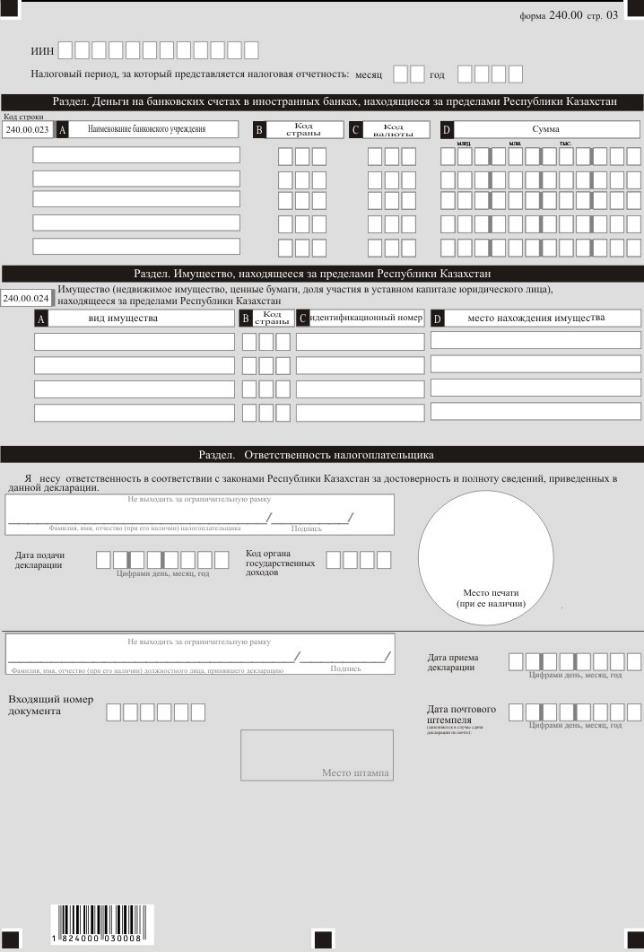 форма 240.00 стр. 03
ИИН
Налоговый период, за который представляется налоговая отчетность: месяц год
Раздел. Деньги на банковских счетах в иностранных банках, находящиеся за пределами Республики Казахстан
Код строки
240.00.023 A Наименование банковского учреждения B Код страны C Код валюты D Сумма
млрд. млн. тыс.
Раздел. Имущество, находящееся за пределами Республики Казахстан
240.00.024 Имущество (недвижимое имущество, ценные бумаги, доля участия в уставном капитале юридического лица),
находящееся за пределами Республики Казахстан
A вид имущества B Код страны C идентификационный номер D место нахождения имущества
Раздел. Ответственность налогоплательщика
Я несу ответственность в соответствии с законами Республики Казахстан за достоверность и полноту сведений, приведенных в
данной декларации.
Не выходить за ограничительную рамку
Фамилия, имя, отчество (при его наличии) налогоплательщика Подпись
Дата подачи
декларации
Цифрами день, месяц, год
Код органа
государственных
доходов
Место печати
(при ее наличии)
Не выходить за ограничительную рамку
Фамилия, имя, отчество (при его наличии) должностного лица, принявшего декларацию Подпись
Дата приема
декларации
Цифрами день, месяц, год
Входящий номер
документа
Дата почтового
штемпеля
(заполняется в случае сдачи
декларации по почте)
Цифрами день, месяц, год
Место штампа
1 824000 030008